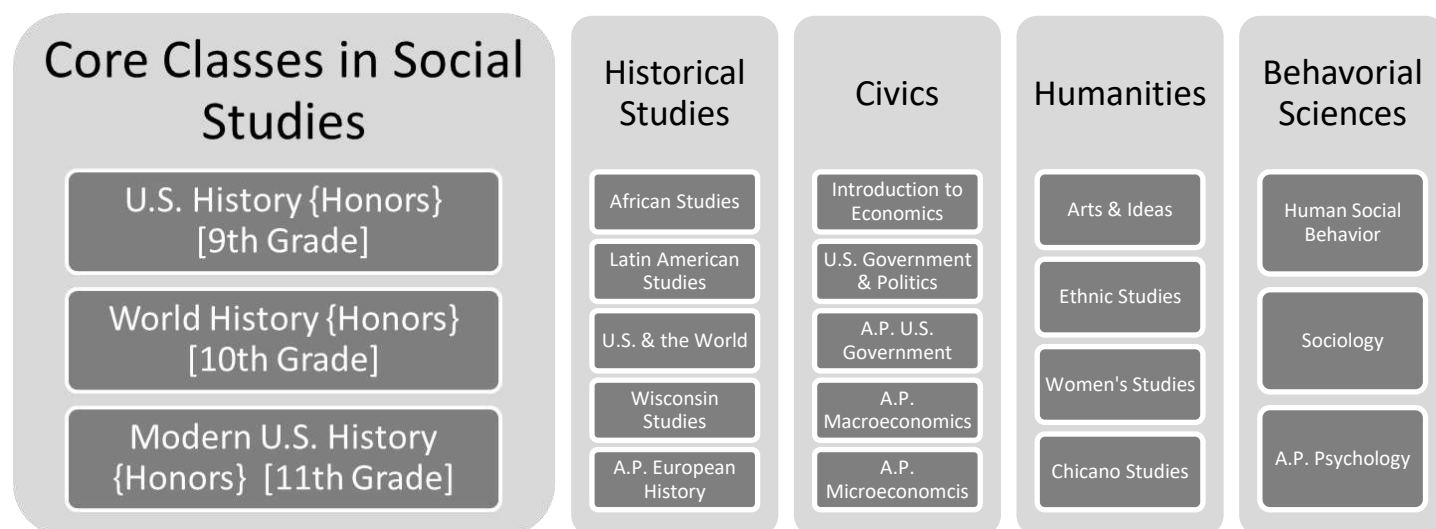 Core Classes in Social
Studies
U.S. History {Honors}
[9th Grade]
World History {Honors}
[10th Grade]
Modern U.S. History
{Honors}  [11th Grade]
Historical
Studies
African Studies
Latin American
Studies
U.S. & the World
Wisconsin
Studies
A.P. European
History
Civics
Introduction to
Economics
U.S. Government
& Politics
A.P. U.S.
Government
A.P.
Macroeconomics
A.P.
Microeconomcis
Humanities
Arts & Ideas
Ethnic Studies
Women's Studies
Chicano Studies
Behavorial
Sciences
Human Social
Behavior
Sociology
A.P. Psychology